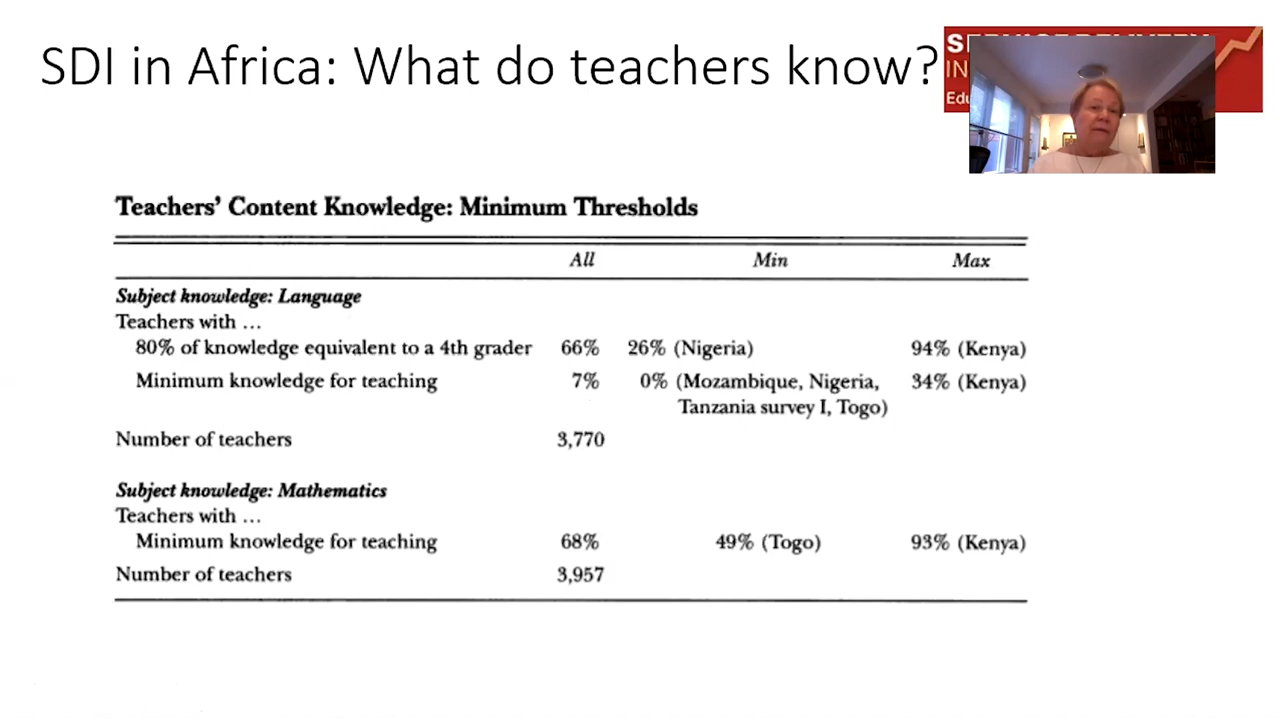 SDI in Africa: What do teachers know?
IN
Edu
Teachers' Content Knowledge: Minimum Thresholds
All Min Max
Subject knowledge: Language
Teachers with ...
80% of knowledge equivalent to a 4th grader 66% 26% (Nigeria) 94% (Kenya)
Minimum knowledge for teaching 7% 0% (Mozambique, Nigeria, 34% (Kenya)
Tanzania survey I, Togo)
Number of teachers 3,770
Subject knowledge: Mathematics
Teachers with ...
Minimum knowledge for teaching 68% 49% (Togo) 93% (Kenya)
Number of teachers 3,957